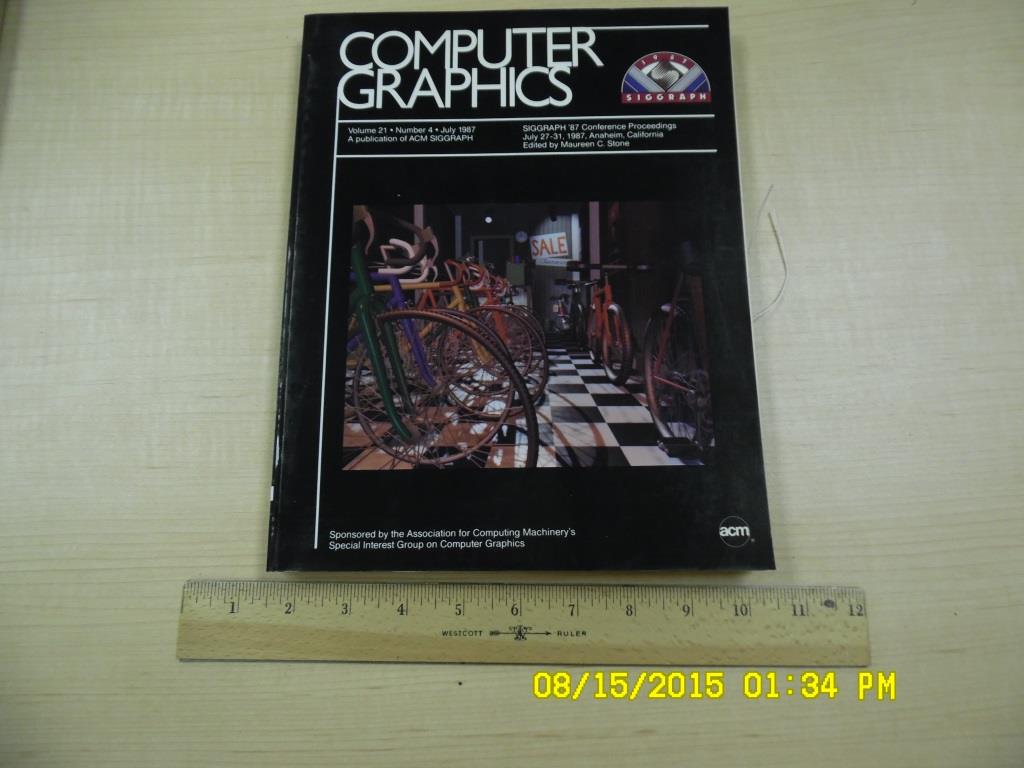 COMPUTER
GRAPHICS
1987
SIGGRAPH
Volume 21 • Number 4 • July 1987
A publication of ACM SIGGRAPH
SIGGRAPH '87 Conference Proceedings
July 27-31, 1987, Anaheim, California
Edited by Maureen C. Stone
SALE
Sponsored by the Association for Computing Machinery's
Special Interest Group on Computer Graphics
acm
1 2 3 4 5 6 7 8 9 10 11 12
WESTCOTT RULER
08/15/2015 01:34 PM